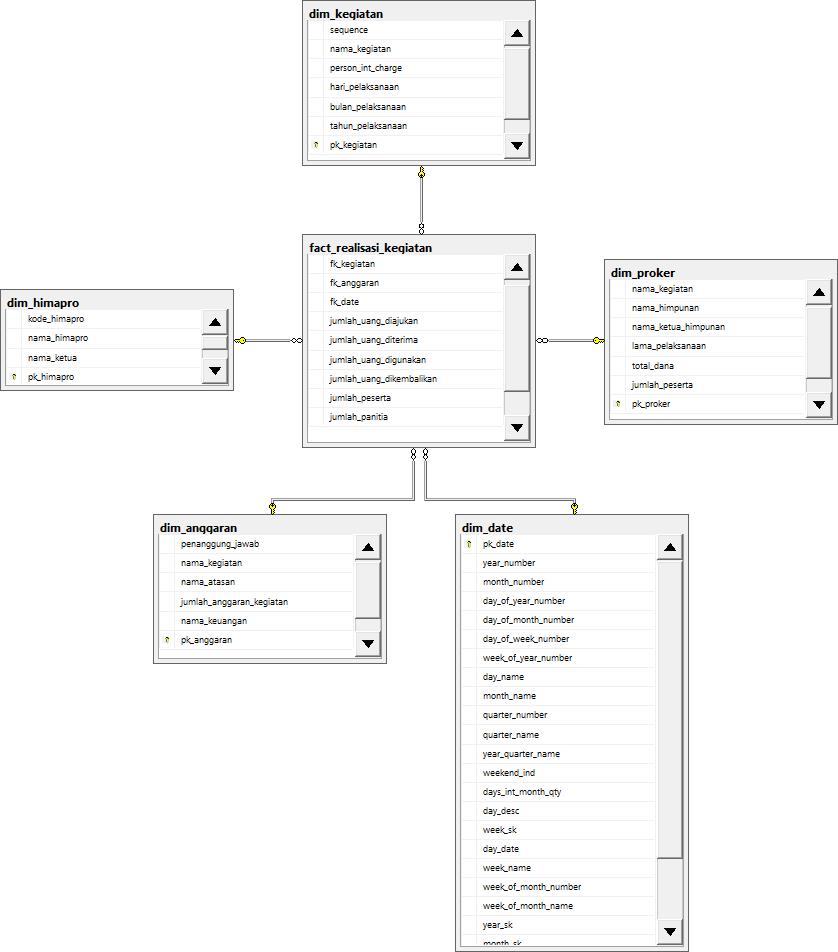 dim_kegiatan
sequence
nama_kegiatan
person_int_charge
hari_pelaksanaan
bulan_pelaksanaan
tahun_pelaksanaan
pk_kegiatan
fact_realisasi_kegiatan
fk_kegiatan
fk_anggaran
fk_date
jumlah_uang_diajukan
jumlah_uang_diterima
jumlah_uang_digunakan
jumlah_uang_dikembalikan
jumlah_peserta
jumlah_panitia
dim_himapro
kode_himapro
nama_himapro
nama_ketua
pk_himapro
dim_proker
nama_kegiatan
nama_himpunan
nama_ketua_himpunan
lama_pelaksanaan
total_dana
jumlah_peserta
pk_proker
dim_anggaran
penanggung_jawab
nama_kegiatan
nama_atasan
jumlah_anggaran_kegiatan
nama_keuangan
pk_anggaran
dim_date
pk_date
year_number
month_number
day_of_year_number
day_of_month_number
day_of_week_number
week_of_year_number
day_name
month_name
quarter_number
quarter_name
year_quarter_name
weekend_ind
days_int_month_qty
day_desc
week_sk
day_date
week_name
week_of_month_number
week_of_month_name
year_sk
month_sk